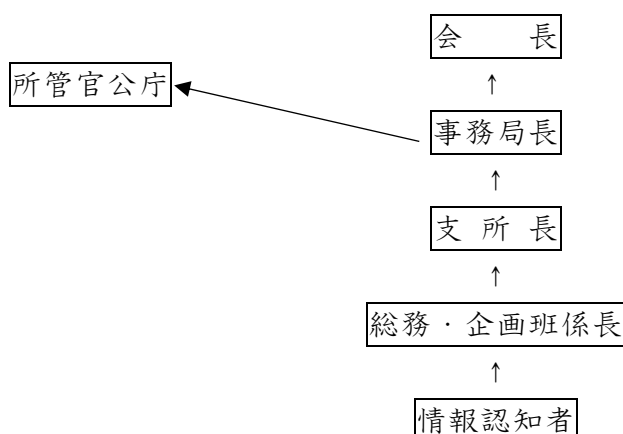 会　　長
所管官公庁
↑
事務局長
↑
支 所 長
↑
総務・企画班係長
↑
情報認知者